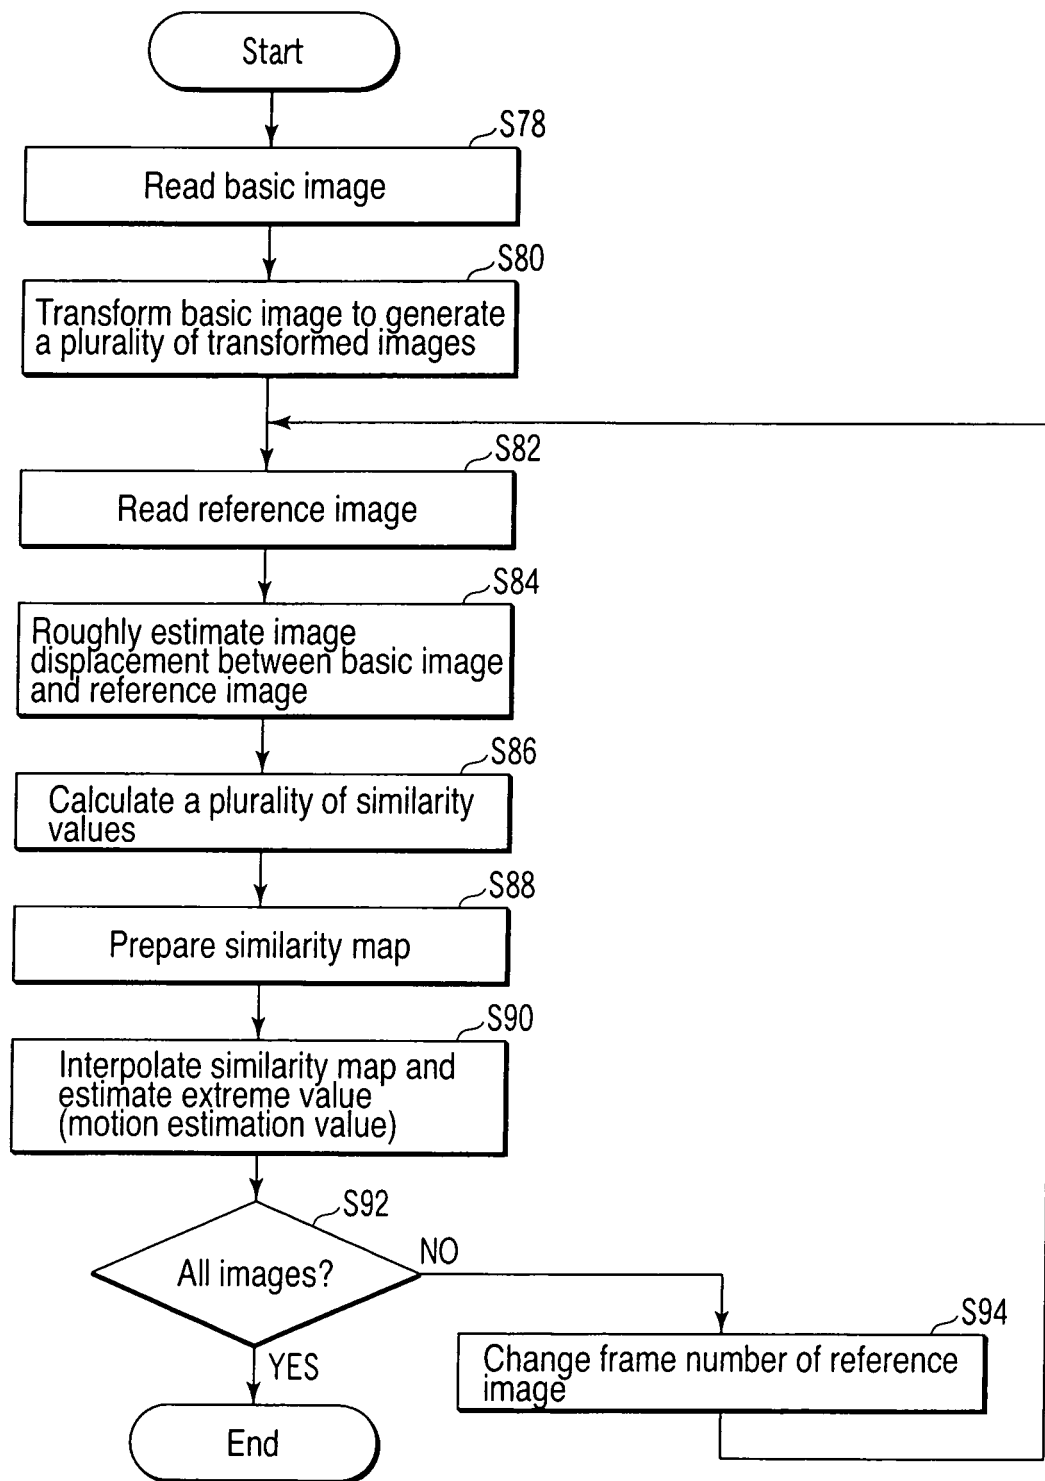 Start
S78
Read basic image
S80
Transform basic image to generate
a plurality of transformed images
S82
Read reference image
S84
Roughly estimate image
displacement between basic image
and reference image
S86
Calculate a plurality of similarity
values
S88
Prepare similarity map
S90
Interpolate similarity map and
estimate extreme value
(motion estimation value)
S92
All images?
NO
S94
Change frame number of reference
image
YES
End